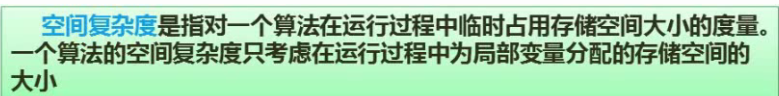 空间复杂度是指对一个算法在运行过程中临时占用存储空间大小的度量。
一个算法的空间复杂度只考虑在运行过程中为局部变量分配的存储空间的
大小